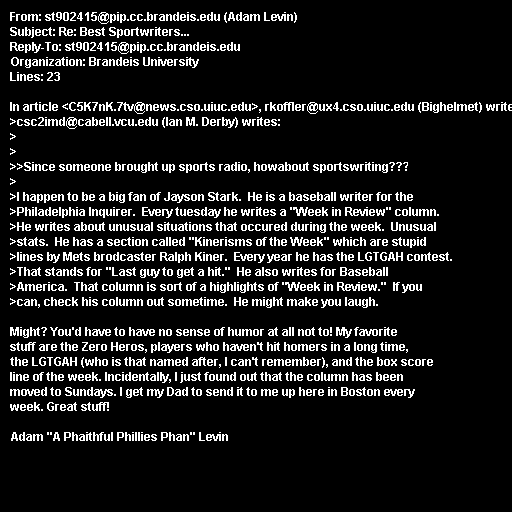 From: st902415@pip.cc.brandeis.edu (Adam Levin)
Subject: Re: Best Sportwriters...
Reply-To: st902415@pip.cc.brandeis.edu
Organization: Brandeis University
Lines: 23

In article <C5K7nK.7tv@news.cso.uiuc.edu>, rkoffler@ux4.cso.uiuc.edu (Bighelmet) write
>csc2imd@cabell.vcu.edu (Ian M. Derby) writes:
>
>
>>Since someone brought up sports radio, howabout sportswriting???
>
>I happen to be a big fan of Jayson Stark.  He is a baseball writer for the
>Philadelphia Inquirer.  Every tuesday he writes a "Week in Review" column.
>He writes about unusual situations that occured during the week.  Unusual
>stats.  He has a section called "Kinerisms of the Week" which are stupid
>lines by Mets brodcaster Ralph Kiner.  Every year he has the LGTGAH contest.
>That stands for "Last guy to get a hit."  He also writes for Baseball
>America.  That column is sort of a highlights of "Week in Review."  If you
>can, check his column out sometime.  He might make you laugh.

Might? You'd have to have no sense of humor at all not to! My favorite
stuff are the Zero Heros, players who haven't hit homers in a long time,
the LGTGAH (who is that named after, I can't remember), and the box score
line of the week. Incidentally, I just found out that the column has been
moved to Sundays. I get my Dad to send it to me up here in Boston every
week. Great stuff!

Adam "A Phaithful Phillies Phan" Levin